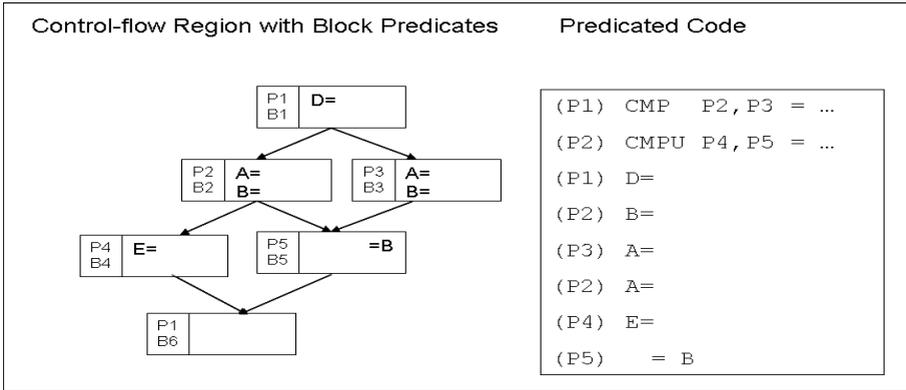 Control-flow Region with Block Predicates
Predicated Code
P1
B1
D=
P2
B2
A=
B=
P3
B3
A=
B=
P4
B4
E=
P5
B5
=B
P1
B6
(P1) CMP P2,P3 = …
(P2) CMPU P4,P5 = …
(P1) D=
(P2) B=
(P3) A=
(P2) A=
(P4) E=
(P5) = B